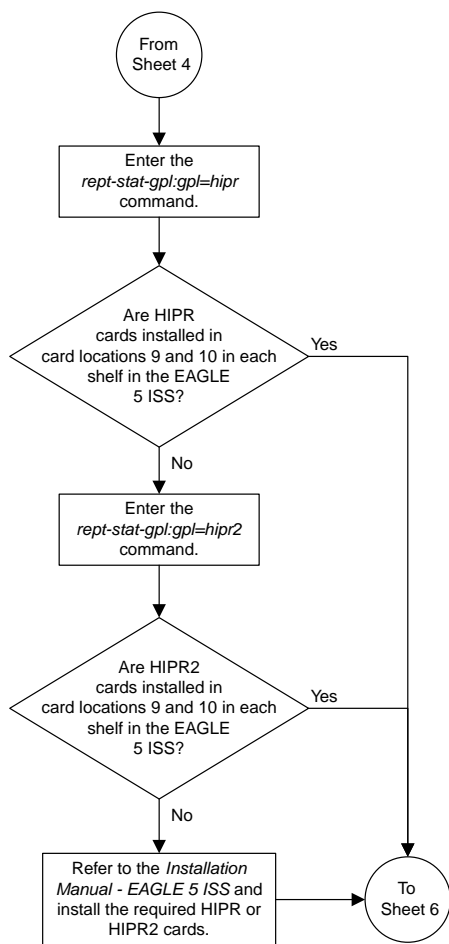 From
Sheet 4
Enter the
rept-stat-gpl:gpl=hipr
command.
Are HIPR
cards installed in
card locations 9 and 10 in each
shelf in the EAGLE
5 ISS?
Yes
No
Enter the
rept-stat-gpl:gpl=hipr2
command.
Are HIPR2
cards installed in
card locations 9 and 10 in each
shelf in the EAGLE
5 ISS?
Yes
No
Refer to the Installation
Manual - EAGLE 5 ISS and
install the required HIPR or
HIPR2 cards.
To
Sheet 6